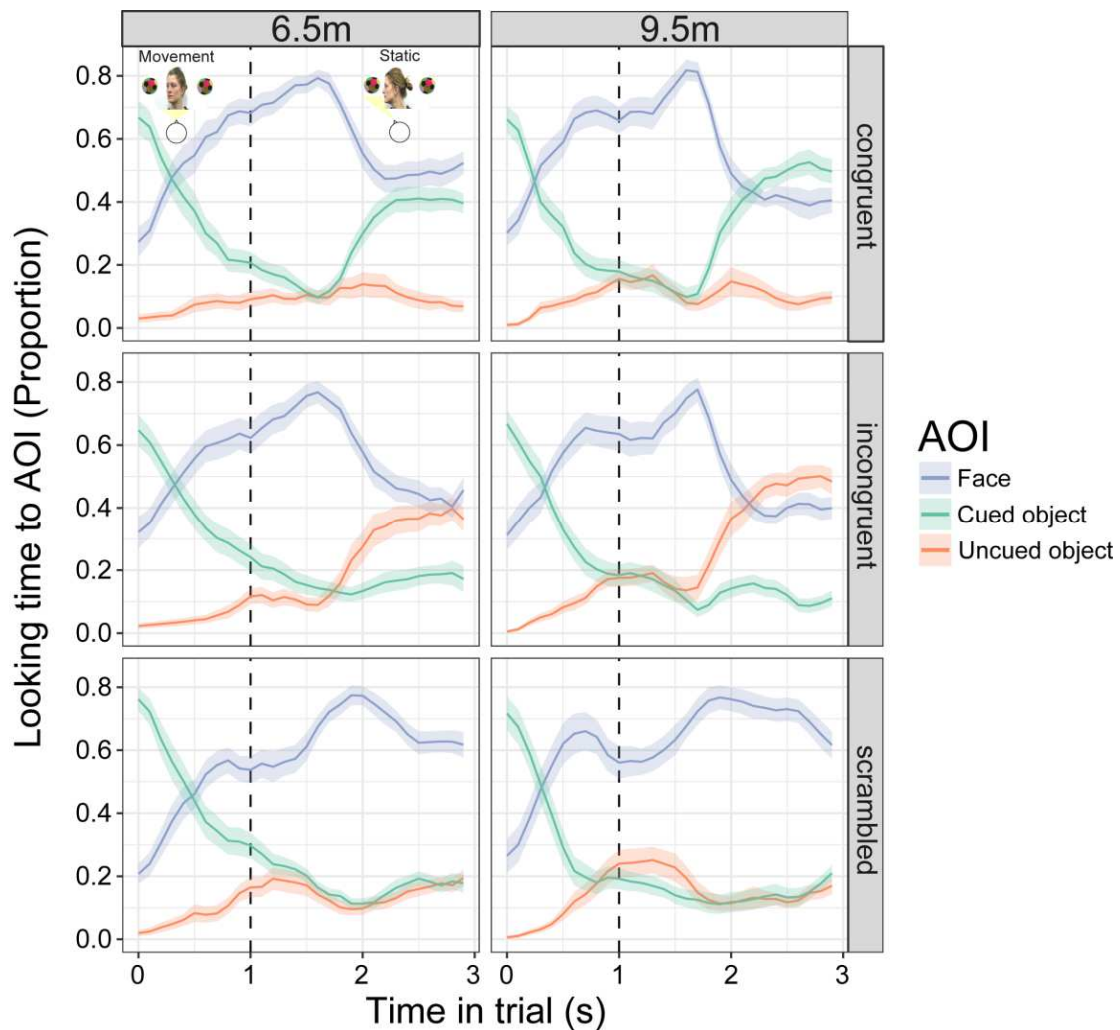 6.5m
9.5m
Movement
Static
0.8
0.6
0.4
0.2
0.0
congruent
0.8
0.6
0.4
0.2
0.0
incongruent
0.8
0.6
0.4
0.2
0.0
scrambled
0 1 2 3
0 1 2 3
Time in trial (s)
Looking time to AOI (Proportion)
AOI
Face
Cued object
Uncued object